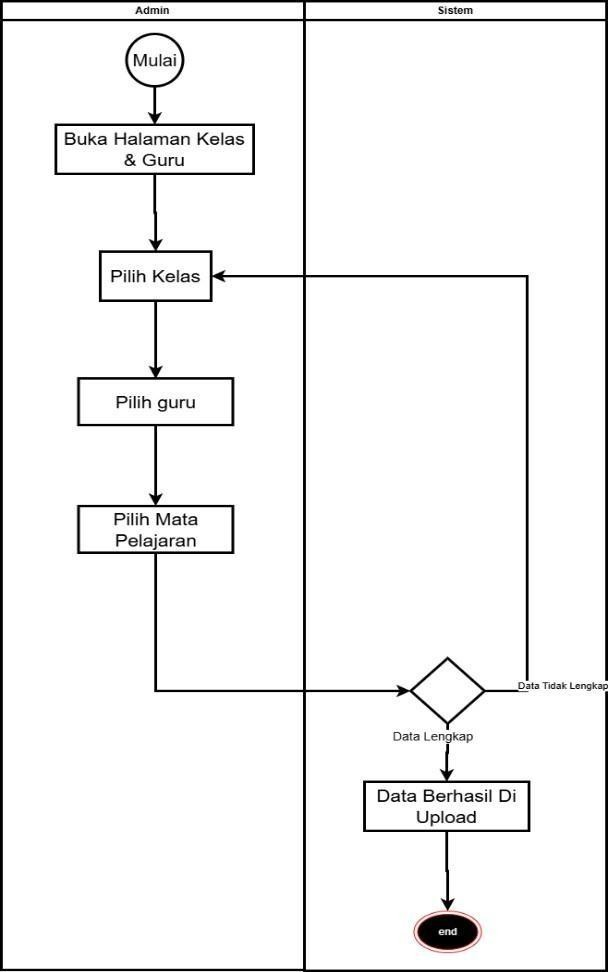 Admin
Sistem
Mulai
Buka Halaman Kelas
& Guru
Pilih Kelas
Pilih guru
Pilih Mata
Pelajaran
Data Tidak Lengkap
Data Lengkap
Data Berhasil Di
Upload
end